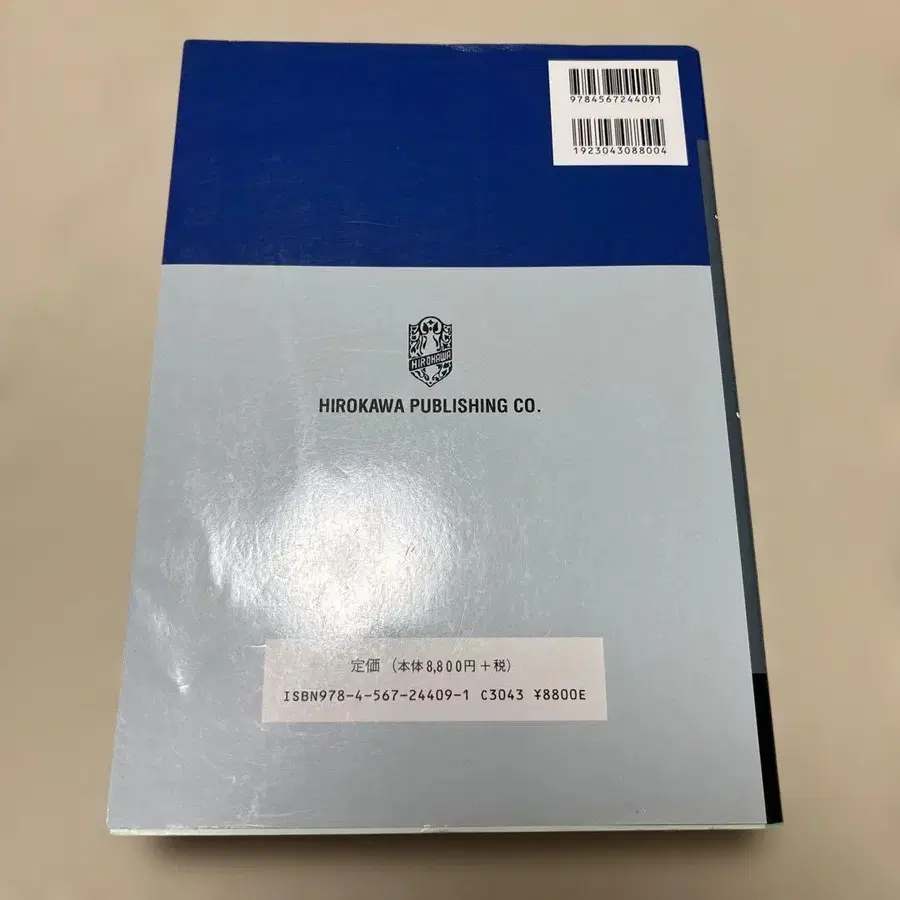 9784567244091
1923043088004
HIROKAWA
HIROKAWA PUBLISHING CO.
定価（本体8,800円＋税）
ISBN978-4-567-24409-1 C3043 ¥8800E